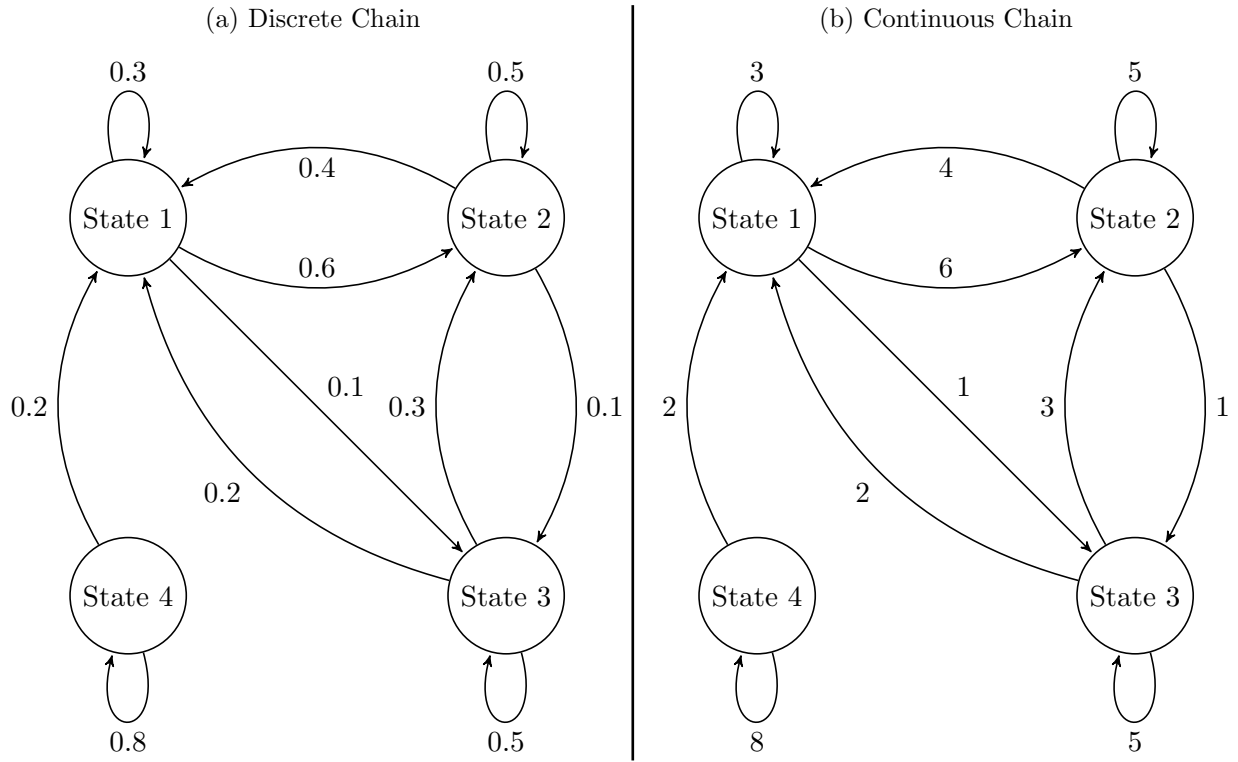 (a) Discrete Chain
0.3
0.5
State 1
State 2
0.4
0.6
0.2
0.1
0.3
0.1
0.2
State 4
State 3
0.8
0.5
(b) Continuous Chain
3
5
State 1
State 2
4
6
2
1
3
1
2
State 4
State 3
8
5